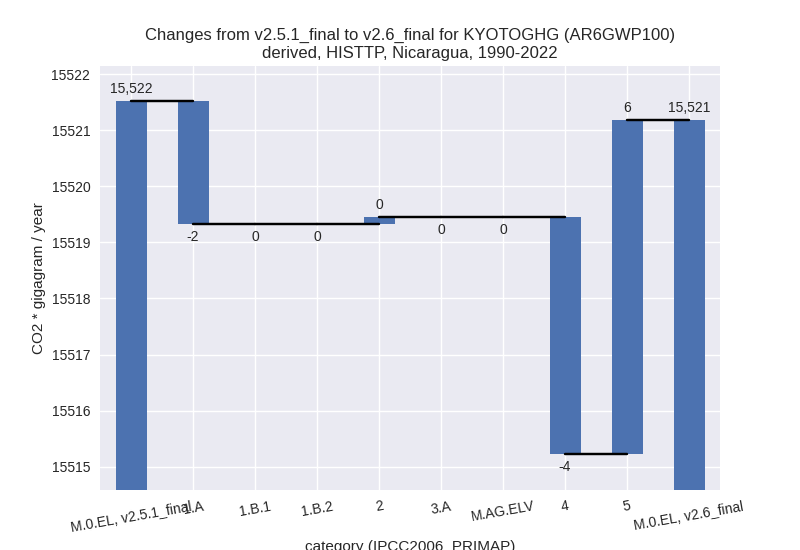 Changes from v2.5.1_final to v2.6_final for KYOTOGHG (AR6GWP100)
derived, HISTTP, Nicaragua, 1990-2022
CO2 * gigagram / year
15522
15521
15520
15519
15518
15517
15516
15515
15,522
-2
0
0
0
0
0
-4
6
15,521
M.0.EL, v2.5.1_final
1.A
1.B.1
1.B.2
2
3.A
M.AG.ELV
4
5
M.0.EL, v2.6_final
category (IPCC2006_PRIMAP)